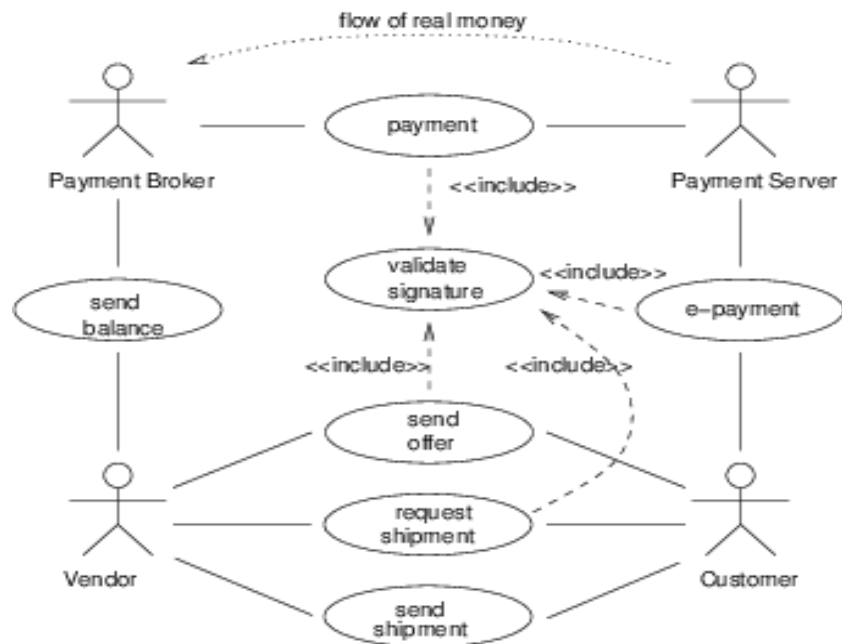 flow of real money
payment
Payment Broker
Payment Server
<<include>>
validate
signature
<<include>>
send
balance
e-payment
<<include>>
<<include>>
send
offer
request
shipment
Vendor
Customer
send
shipment